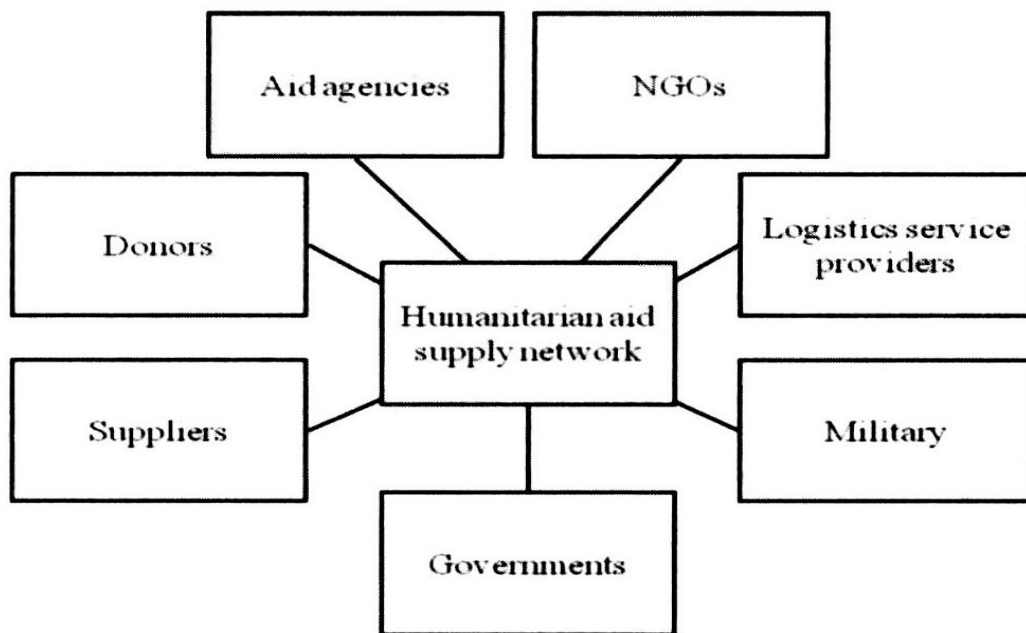 Aid agencies
NGOs
Donors
Logistics service
providers
Humanitarian aid
supply network
Suppliers
Military
Governments